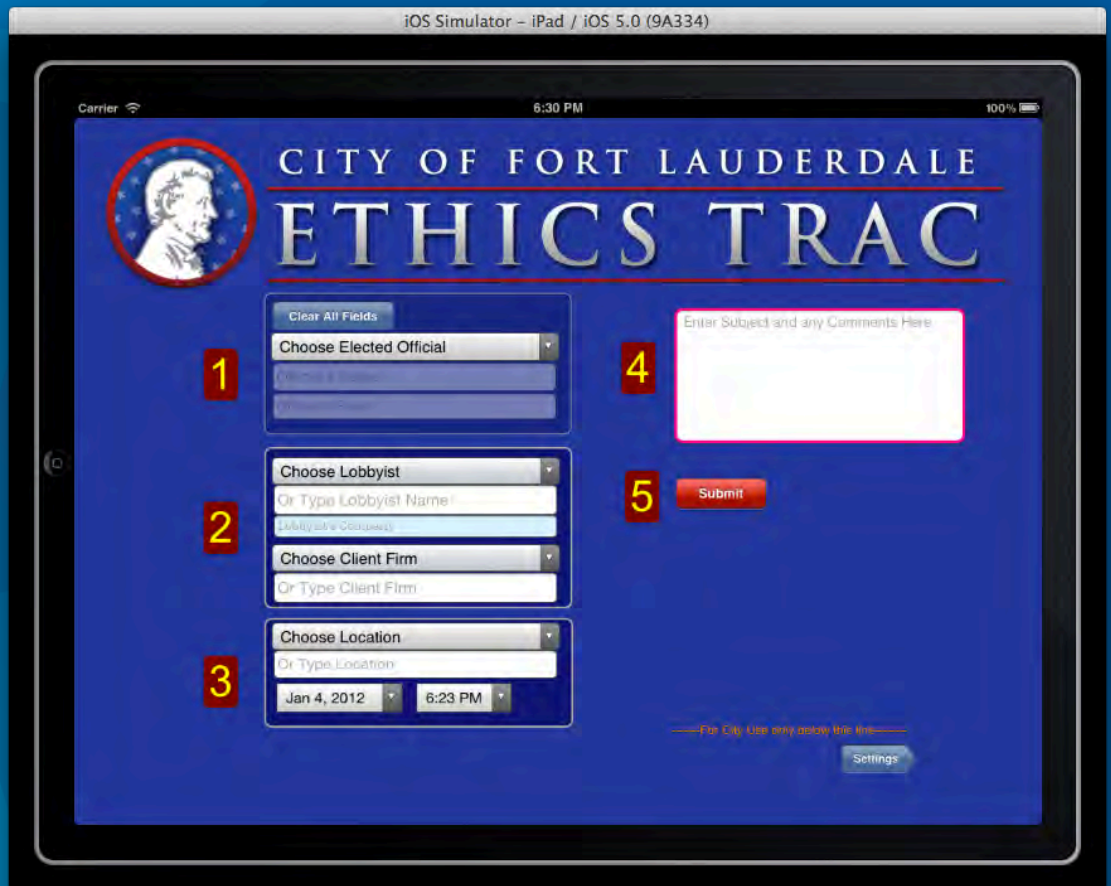 iOS Simulator – iPad / iOS 5.0 (9A334)
Carrier 6:30 PM 100%
CITY OF FORT LAUDERDALE
ETHICS TRAC
Clear All Fields
Choose Elected Official
1
Choose Lobbyist
Or Type Lobbyist Name
Lobbyist's Company
Choose Client Firm
Or Type Client Firm
2
Choose Location
Or Type Location
Jan 4, 2012 6:23 PM
3
Enter Subject and any Comments Here
4
5
Submit
-------For City Use only below this line--------
Settings